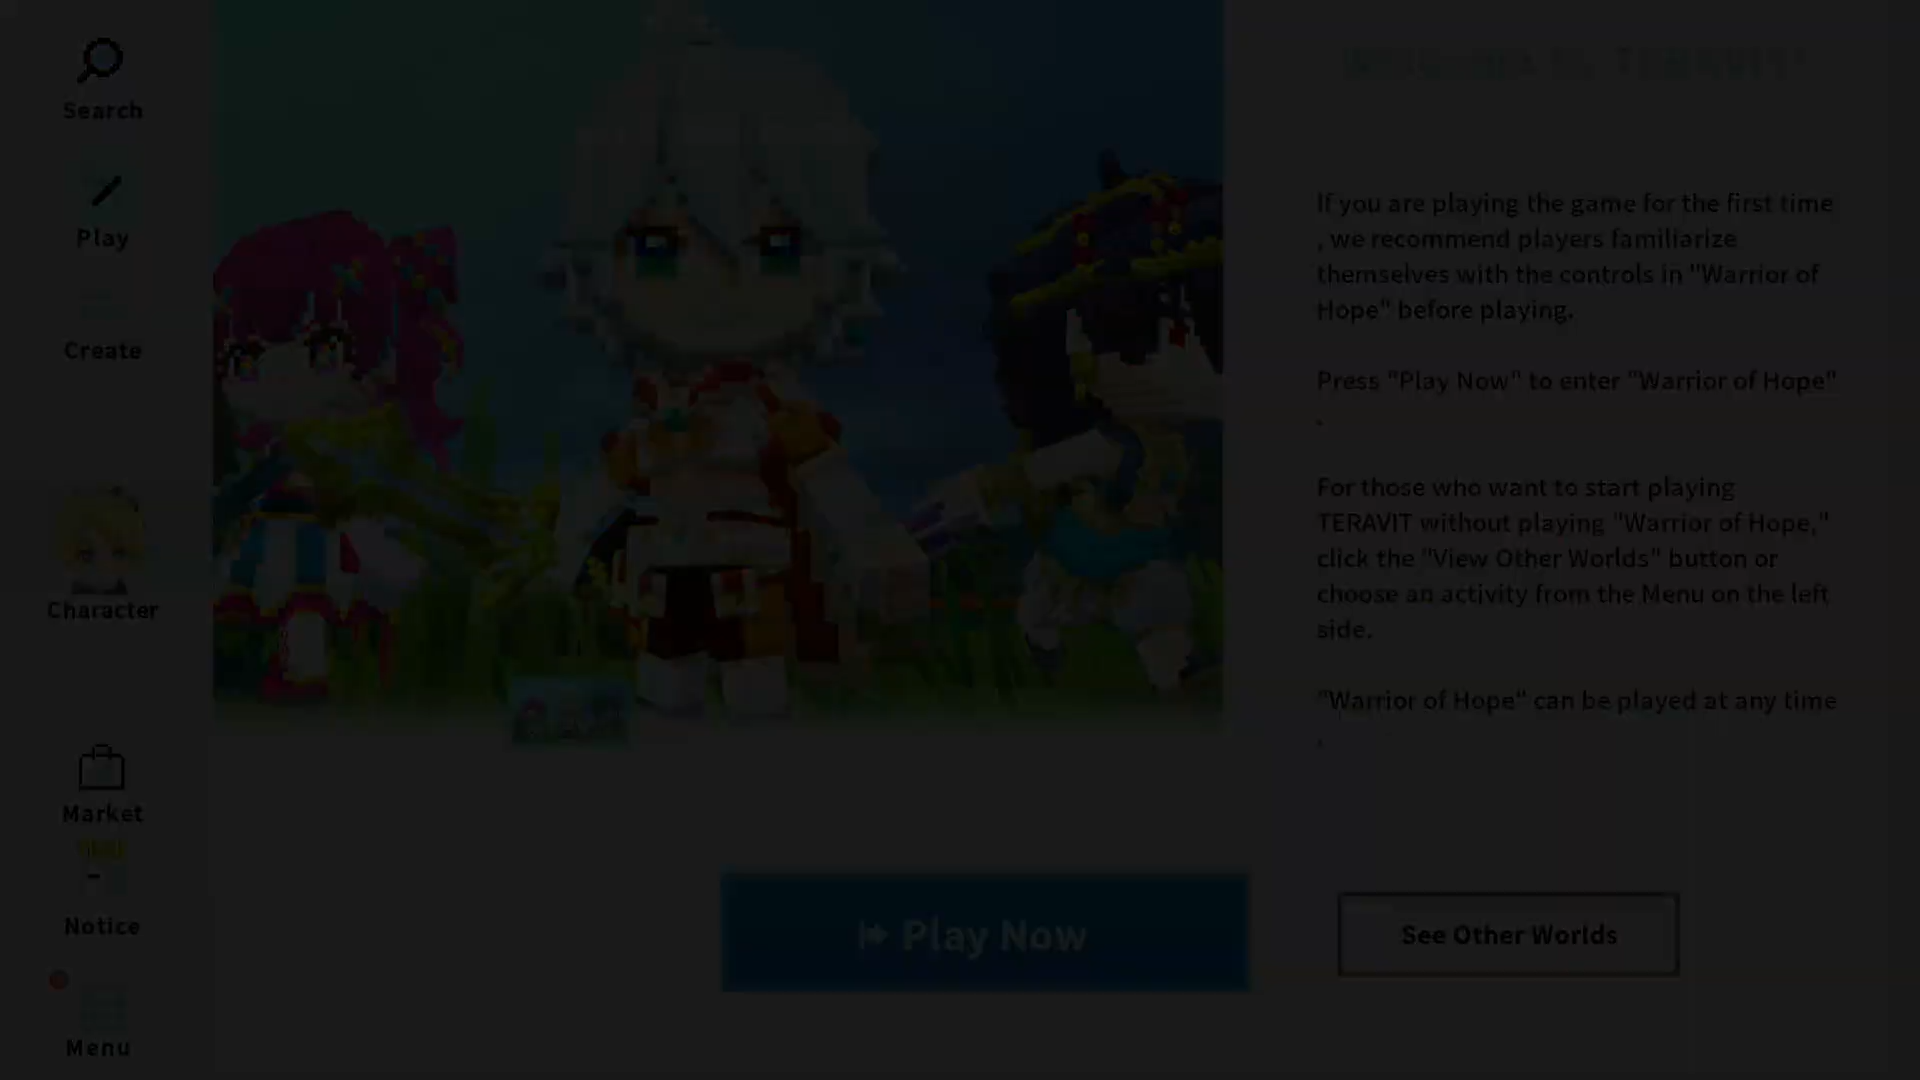 Search
Play
Create
Character
Market
Notice
Menu
If you are playing the game for the first time
, we recommend players familiarize
themselves with the controls in "Warrior of
Hope" before playing.
Press "Play Now" to enter "Warrior of Hope"
.
For those who want to start playing
TERAVIT without playing "Warrior of Hope,"
click the "View Other Worlds" button or
choose an activity from the Menu on the left
side.
"Warrior of Hope" can be played at any time
.
Play Now
See Other Worlds